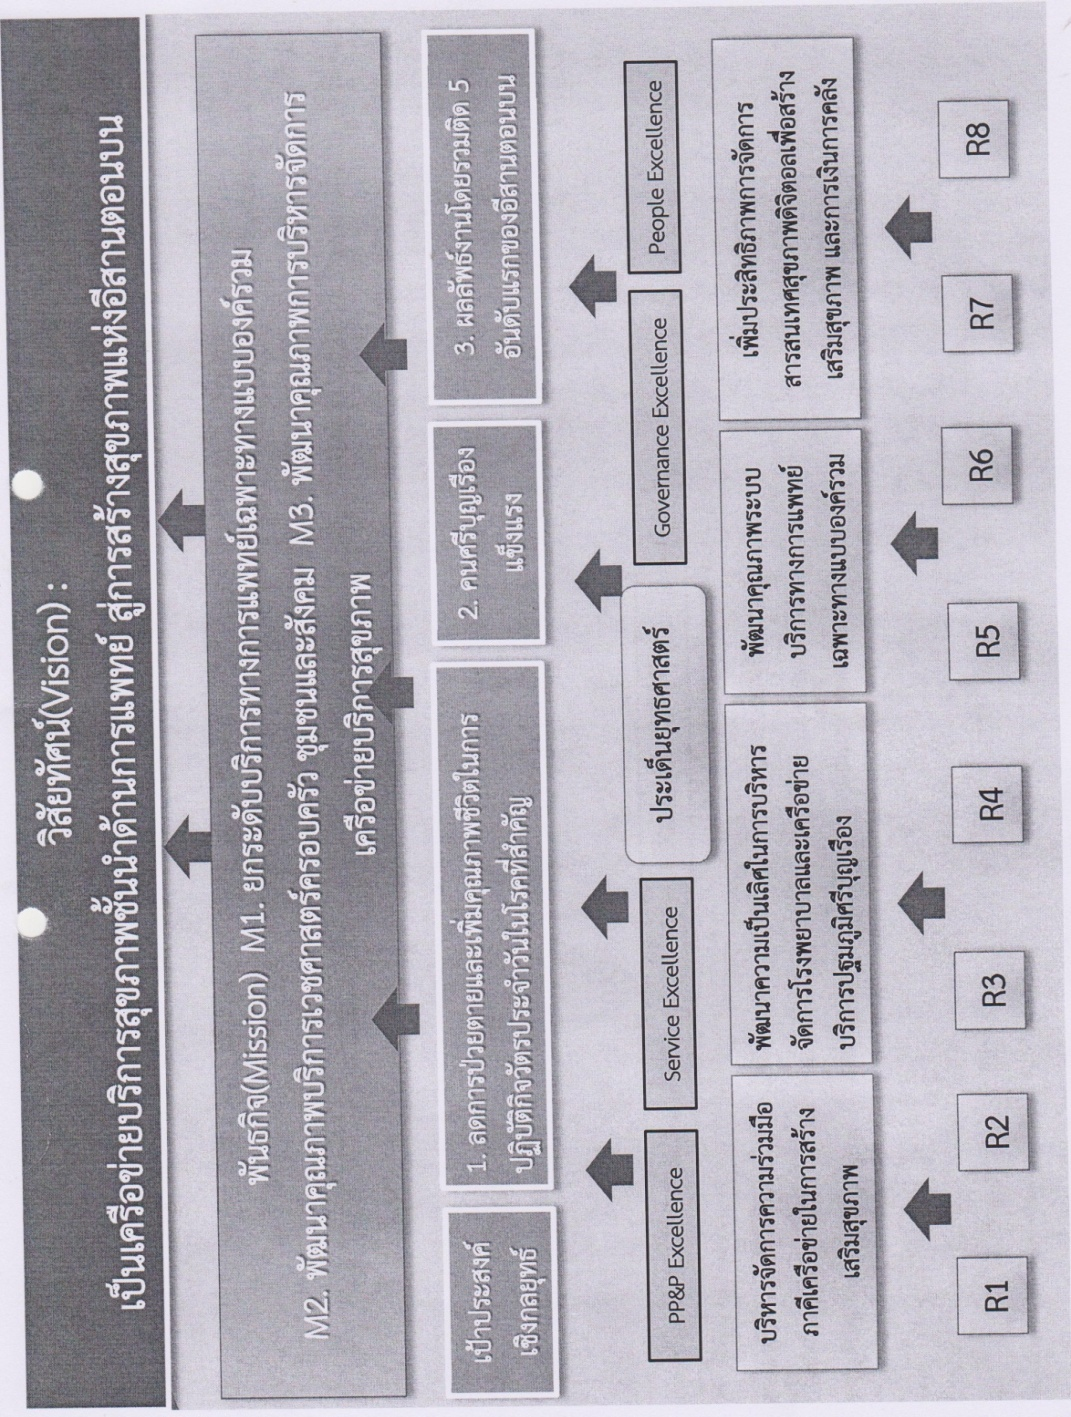 วิสัยทัศน์(Vision) :
เป็นเครือข่ายบริการสุขภาพชั้นนำด้านการแพทย์ สู่การสร้างสุขภาพแห่งอีสานตอนบน
พันธกิจ(Mission) M1. ยกระดับบริการทางการแพทย์เฉพาะทางแบบองค์รวม
M2. พัฒนาคุณภาพบริการเวชศาสตร์ครอบครัว ชุมชนและสังคม M3. พัฒนาคุณภาพการบริหารจัดการ
เครือข่ายบริการสุขภาพ
เป้าประสงค์
เชิงกลยุทธ์
1. ลดการป่วยตายและเพิ่มคุณภาพชีวิตในการ
ปฏิบัติกิจวัตรประจำวันในโรคที่สำคัญ
2. คนศรีบุญเรือง
แข็งแรง
3. ผลลัพธ์งานโดยรวมติด 5
อันดับแรกของอีสานตอนบน
PP&P Excellence
Service Excellence
ประเด็นยุทธศาสตร์
Governance Excellence
People Excellence
บริหารจัดการความร่วมมือ
ภาคีเครือข่ายในการสร้าง
เสริมสุขภาพ
พัฒนาความเป็นเลิศในการบริหาร
จัดการโรงพยาบาลและเครือข่าย
บริการปฐมภูมิศรีบุญเรือง
พัฒนาคุณภาพระบบ
บริการทางการแพทย์
เฉพาะทางแบบองค์รวม
เพิ่มประสิทธิภาพการจัดการ
สารสนเทศสุขภาพดิจิตอลเพื่อสร้าง
เสริมสุขภาพ และการเงินการคลัง
R1
R2
R3
R4
R5
R6
R7
R8